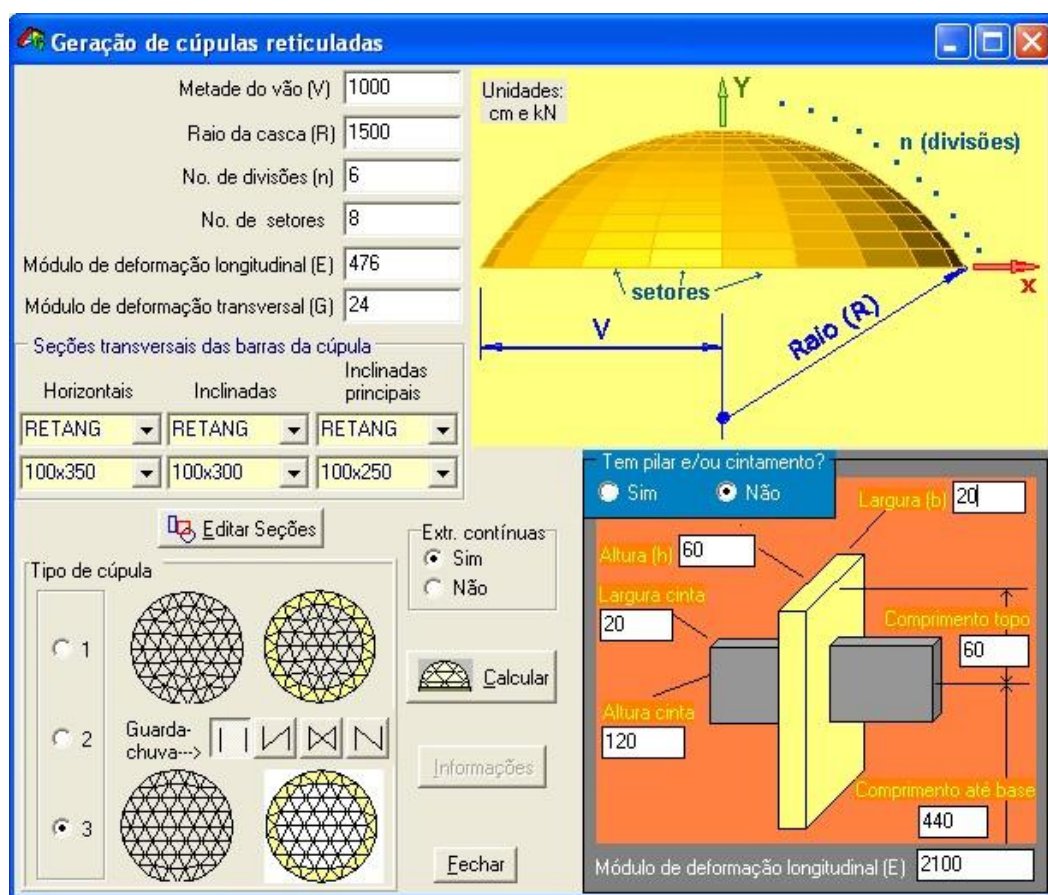 Geração de cúpulas reticuladas
Metade do vão (V) 1000
Raio da casca (R) 1500
No. de divisões (n) 6
No. de setores 8
Módulo de deformação longitudinal (E) 476
Módulo de deformação transversal (G) 24
Unidades:
cm e kN
Y
n (divisões)
x
setores
V
Raio (R)
Seções transversais das barras da cúpula
Horizontais Inclinadas Inclinadas principais
RETANG RETANG RETANG
100x350 100x300 100x250
Editar Seções
Extr. contínuas
Sim
Não
Tipo de cúpula
1
2
Guarda-
chuva--->
3
Calcular
Informações
Fechar
Tem pilar e/ou cintamento?
Sim Não
Largura (b) 20
Altura (h) 60
Largura cinta
20
Comprimento topo
60
Altura cinta
120
Comprimento até base
440
Módulo de deformação longitudinal (E) 2100